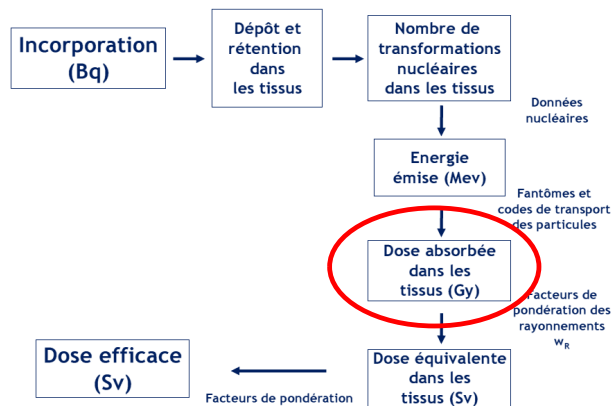 Incorporation
(Bq)
Dépôt et
rétention
dans
les tissus
Nombre de
transformations
nucléaires
dans les tissus
Données
nucléaires
Energie
émise (Mev)
Fantômes et
codes de transport
des particules
Dose absorbée
dans les
tissus (Gy)
Facteurs de
pondération des
rayonnements
wR
Dose équivalente
dans les
tissus (Sv)
Facteurs de pondération
Dose efficace
(Sv)